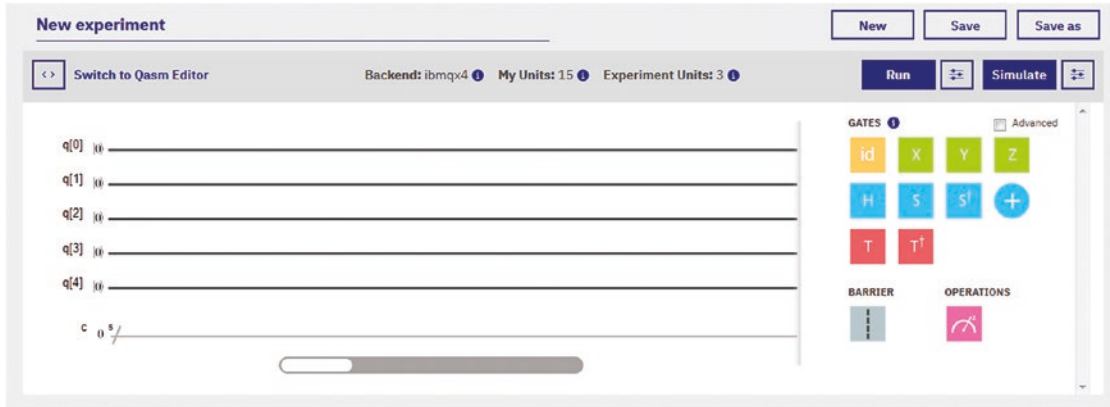 New experiment
New Save Save as
<> Switch to Qasm Editor Backend: ibmqx4 i My Units: 15 i Experiment Units: 3 i Run Simulate
GATES i Advanced
q[0] |0⟩
id X Y Z
q[1] |0⟩
q[2] |0⟩
H S S† +
q[3] |0⟩
T T†
q[4] |0⟩
BARRIER OPERATIONS
c 0 5/